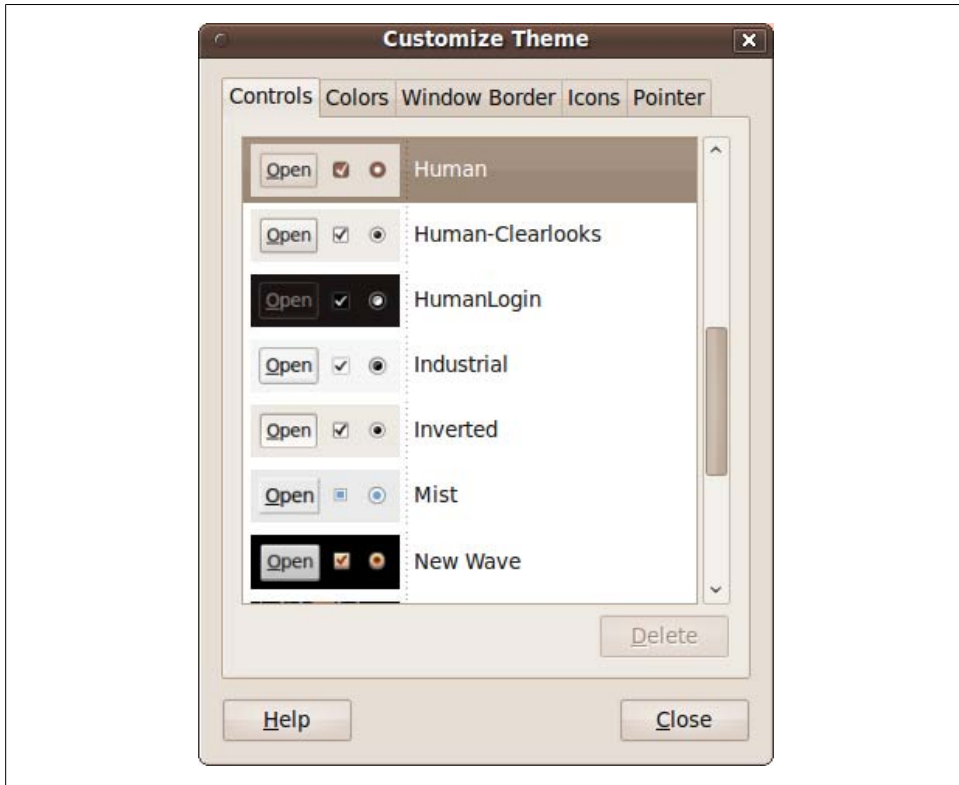 Customize Theme
Controls Colors Window Border Icons Pointer
Open Human
Open Human-Clearlooks
Open HumanLogin
Open Industrial
Open Inverted
Open Mist
Open New Wave
Delete
Help Close